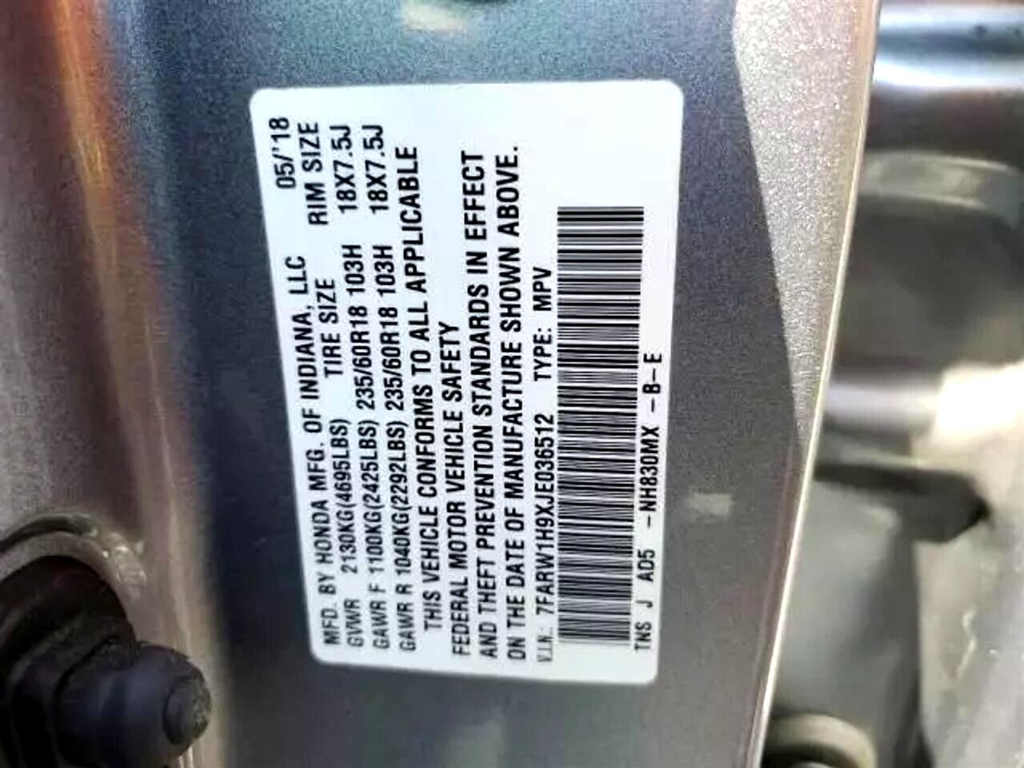 MFD. BY HONDA MFG. OF INDIANA, LLC 05/'18
TIRE SIZE RIM SIZE
GVWR 2130KG(4695LBS)
GAWR F 1100KG(2425LBS) 235/60R18 103H 18X7.5J
GAWR R 1040KG(2292LBS) 235/60R18 103H 18X7.5J
THIS VEHICLE CONFORMS TO ALL APPLICABLE
FEDERAL MOTOR VEHICLE SAFETY
AND THEFT PREVENTION STANDARDS IN EFFECT
ON THE DATE OF MANUFACTURE SHOWN ABOVE.
V.I.N.: 7FARW1H9XJE036512 TYPE: MPV
TNS J AD5 -NH830MX -B-E